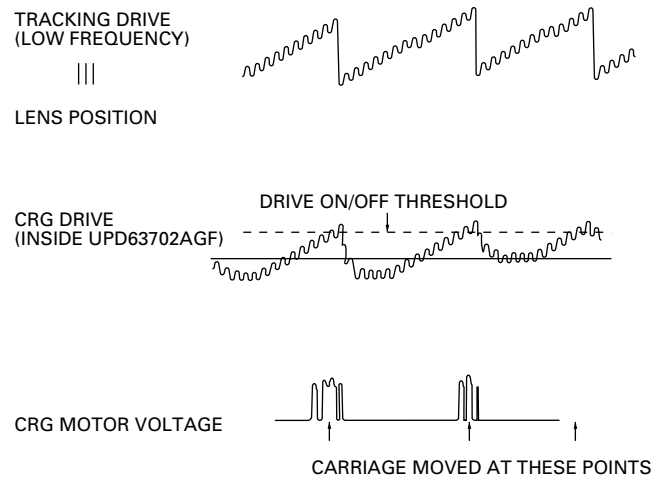 TRACKING DRIVE
(LOW FREQUENCY)
LENS POSITION
DRIVE ON/OFF THRESHOLD
CRG DRIVE
(INSIDE UPD63702AGF)
CRG MOTOR VOLTAGE
CARRIAGE MOVED AT THESE POINTS